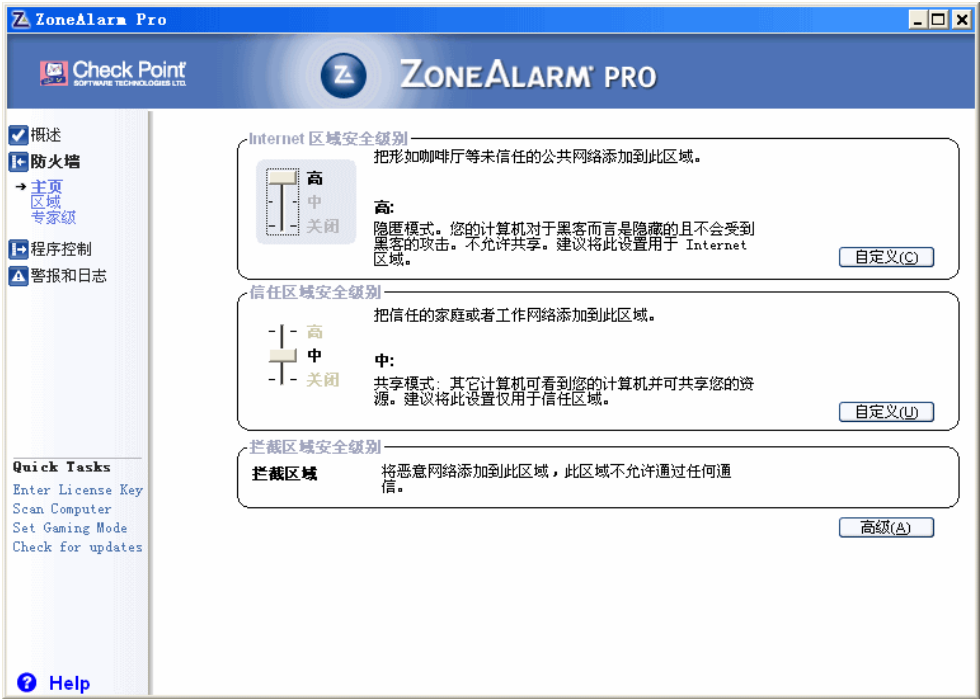 ZoneAlarm Pro
Check Point
SOFTWARE TECHNOLOGIES LTD.
Z
ZONEALARM PRO
概述
防火墙
主页
区域
专家级
程序控制
警报和日志
Quick Tasks
Enter License Key
Scan Computer
Set Gaming Mode
Check for updates
Help
Internet 区域安全级别
高
中
关闭
把形如咖啡厅等未信任的公共网络添加到此区域。
高:
隐匿模式。您的计算机对于黑客而言是隐藏的且不会受到
黑客的攻击。不允许共享。建议将此设置用于 Internet
区域。
自定义(C)
信任区域安全级别
高
中
关闭
把信任的家庭或者工作网络添加到此区域。
中:
共享模式: 其它计算机可看到您的计算机并可共享您的资
源。建议将此设置仅用于信任区域。
自定义(U)
拦截区域安全级别
拦截区域
将恶意网络添加到此区域，此区域不允许通过任何通
信。
高级(A)